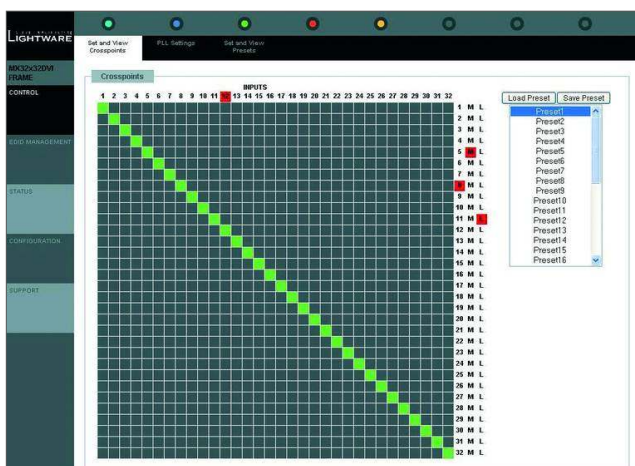 LIGHTWARE
Set and View Crosspoints
PLL Settings
Set and View Presets
MX32x32DVI FRAME
CONTROL
EDID MANAGEMENT
STATUS
CONFIGURATION
SUPPORT
Crosspoints
INPUTS
1 2 3 4 5 6 7 8 9 10 11 12 13 14 15 16 17 18 19 20 21 22 23 24 25 26 27 28 29 30 31 32
1 M L
2 M L
3 M L
4 M L
5 M L
6 M L
7 M L
8 M L
9 M L
10 M L
11 M L
12 M L
13 M L
14 M L
15 M L
16 M L
17 M L
18 M L
19 M L
20 M L
21 M L
22 M L
23 M L
24 M L
25 M L
26 M L
27 M L
28 M L
29 M L
30 M L
31 M L
32 M L
Load Preset Save Preset
Preset1
Preset2
Preset3
Preset4
Preset5
Preset6
Preset7
Preset8
Preset9
Preset10
Preset11
Preset12
Preset13
Preset14
Preset15
Preset16